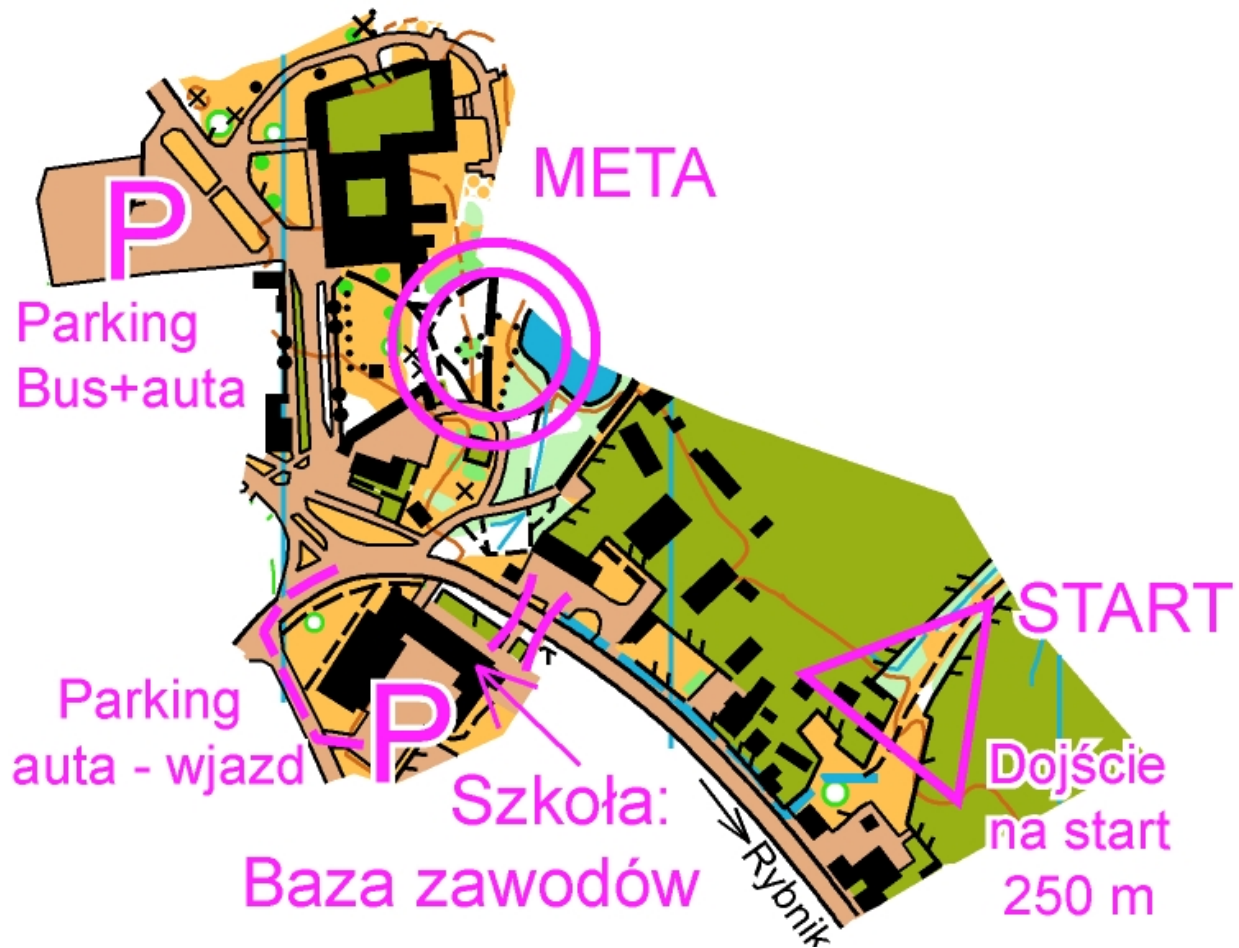 META
P
Parking
Bus+auta
START
Parking
auta - wjazd
P
Szkoła:
Baza zawodów
Dojście
na start
250 m
Rybnik